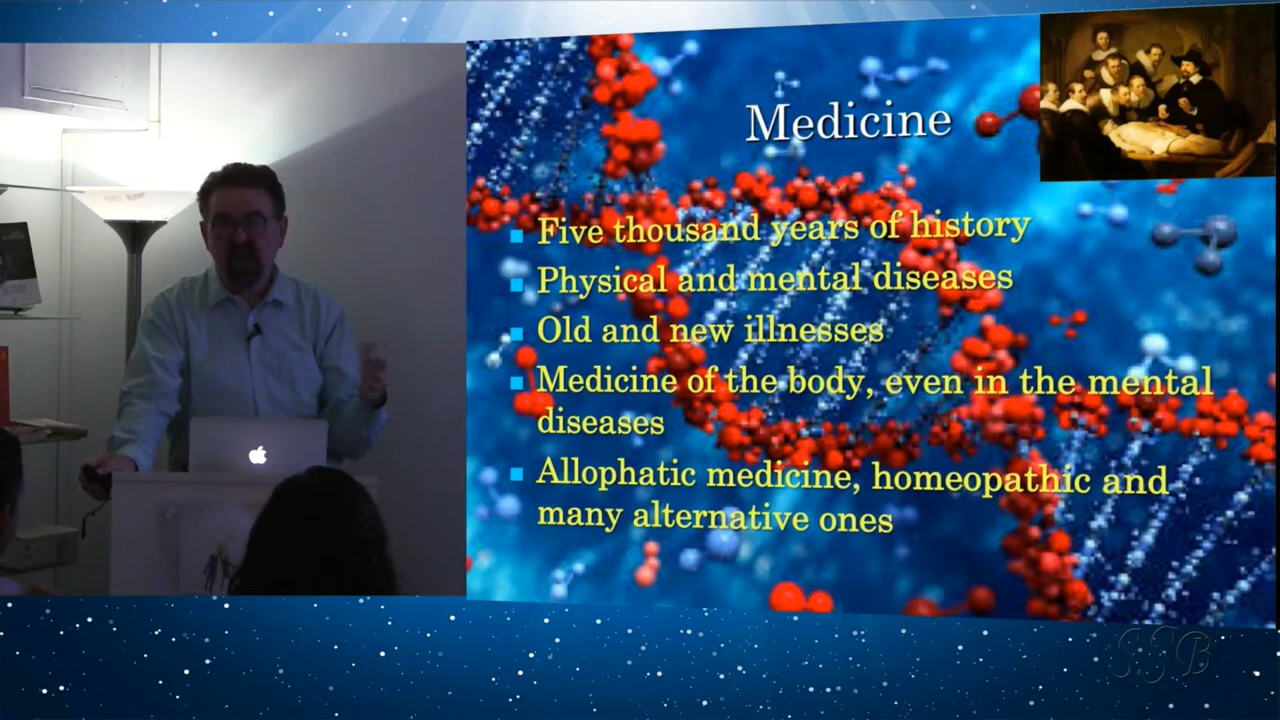 Medicine
Five thousand years of history
Physical and mental diseases
Old and new illnesses
Medicine of the body, even in the mental
diseases
Allophatic medicine, homeopathic and
many alternative ones
SSB